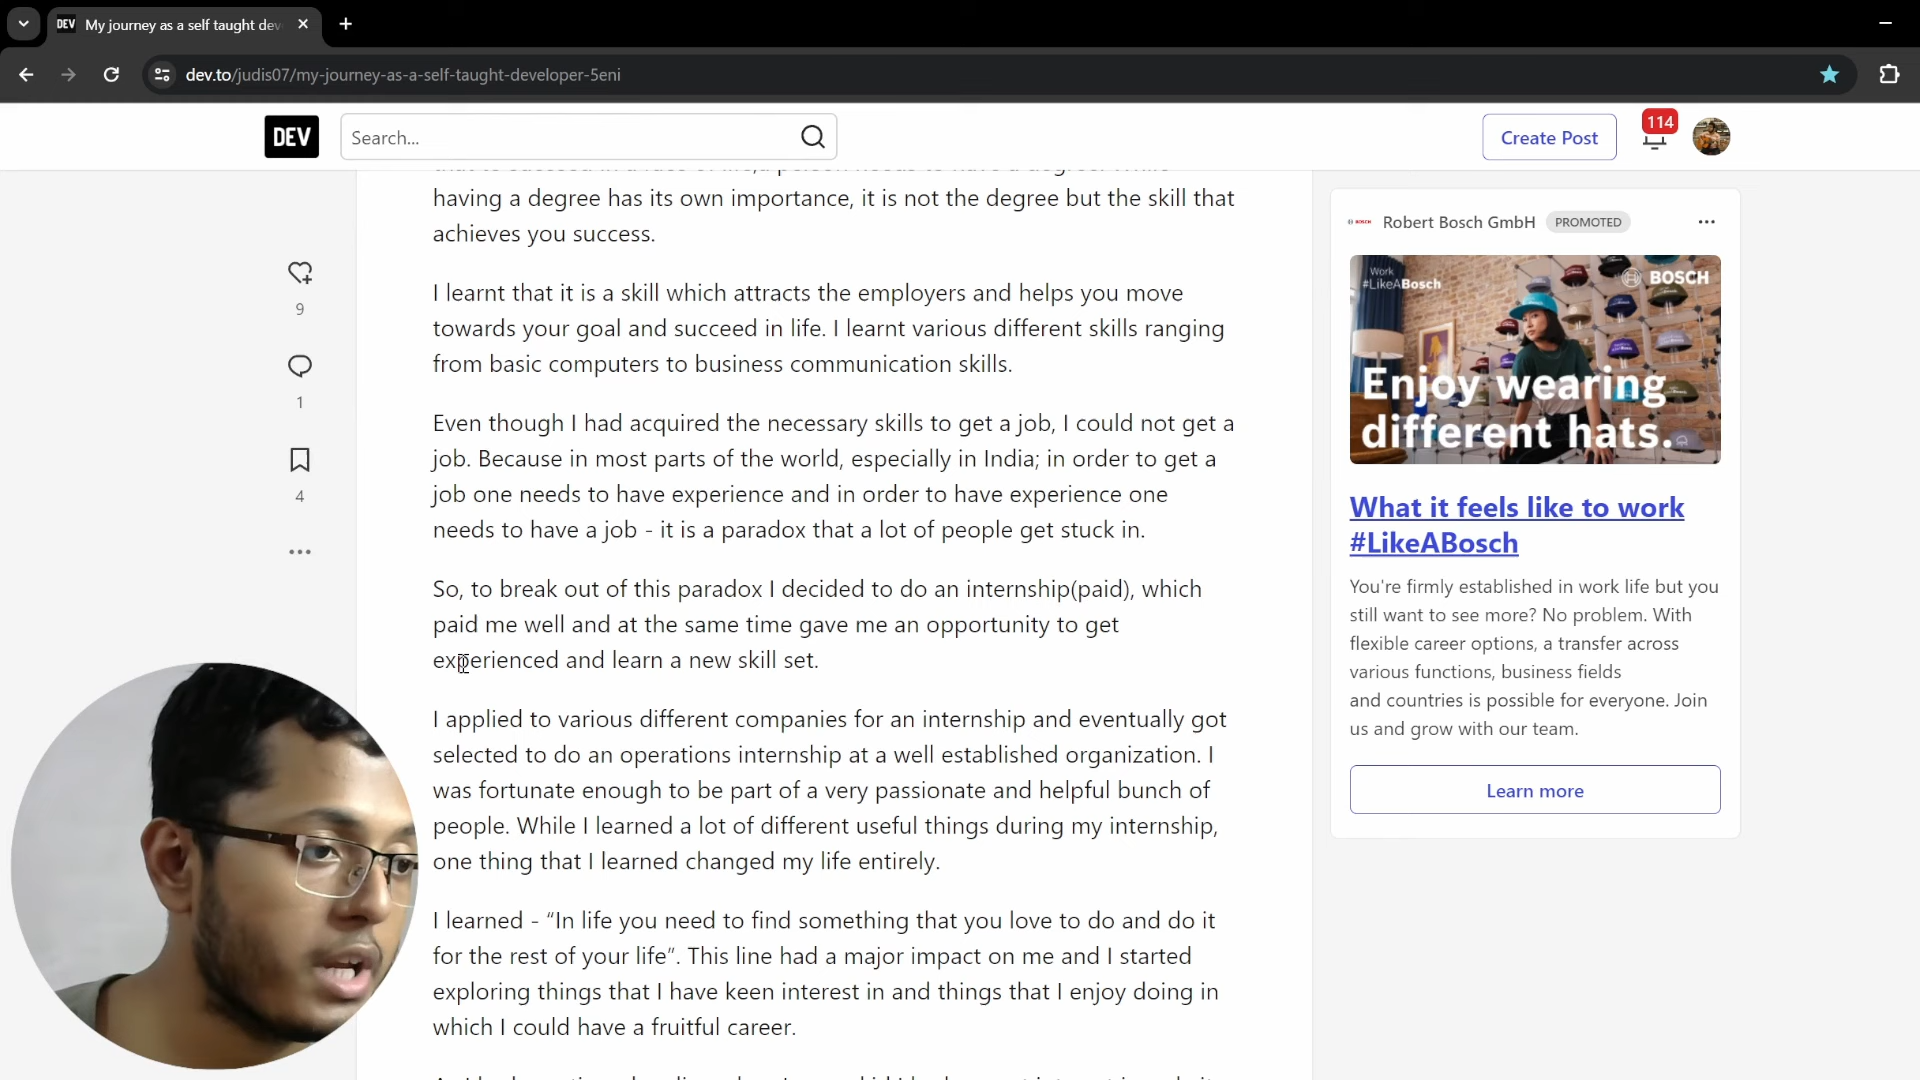 DEV
My journey as a self taught dev
dev.to/judis07/my-journey-as-a-self-taught-developer-5eni
DEV
Search...
Create Post
114
having a degree has its own importance, it is not the degree but the skill that
achieves you success.
I learnt that it is a skill which attracts the employers and helps you move
towards your goal and succeed in life. I learnt various different skills ranging
from basic computers to business communication skills.
Even though I had acquired the necessary skills to get a job, I could not get a
job. Because in most parts of the world, especially in India; in order to get a
job one needs to have experience and in order to have experience one
needs to have a job - it is a paradox that a lot of people get stuck in.
So, to break out of this paradox I decided to do an internship(paid), which
paid me well and at the same time gave me an opportunity to get
experienced and learn a new skill set.
I applied to various different companies for an internship and eventually got
selected to do an operations internship at a well established organization. I
was fortunate enough to be part of a very passionate and helpful bunch of
people. While I learned a lot of different useful things during my internship,
one thing that I learned changed my life entirely.
I learned - “In life you need to find something that you love to do and do it
for the rest of your life”. This line had a major impact on me and I started
exploring things that I have keen interest in and things that I enjoy doing in
which I could have a fruitful career.
9
1
4
BOSCH
Robert Bosch GmbH
PROMOTED
Work
#LikeABosch
BOSCH
Enjoy wearing
different hats.
What it feels like to work
#LikeABosch
You're firmly established in work life but you
still want to see more? No problem. With
flexible career options, a transfer across
various functions, business fields
and countries is possible for everyone. Join
us and grow with our team.
Learn more